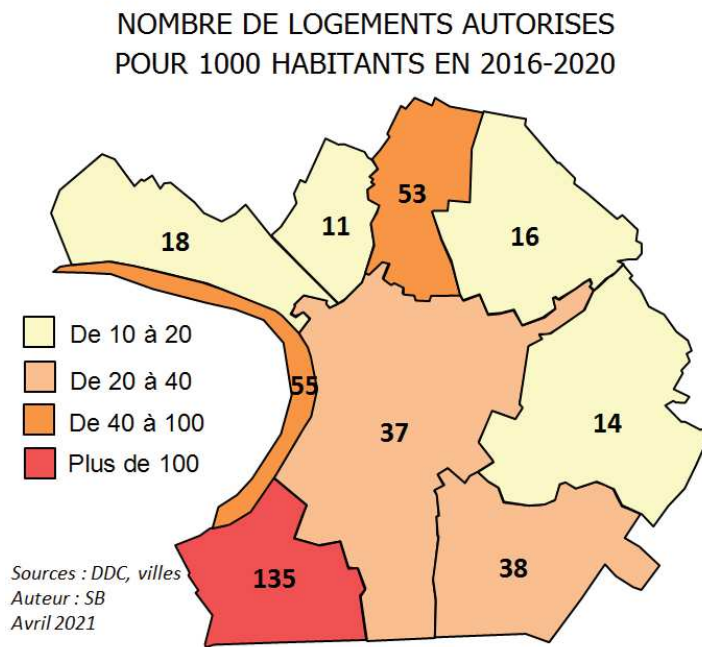 NOMBRE DE LOGEMENTS AUTORISES
POUR 1000 HABITANTS EN 2016-2020
53
11
16
18
De 10 à 20
De 20 à 40
55
De 40 à 100
37
14
Plus de 100
Sources : DDC, villes
135
38
Auteur : SB
Avril 2021